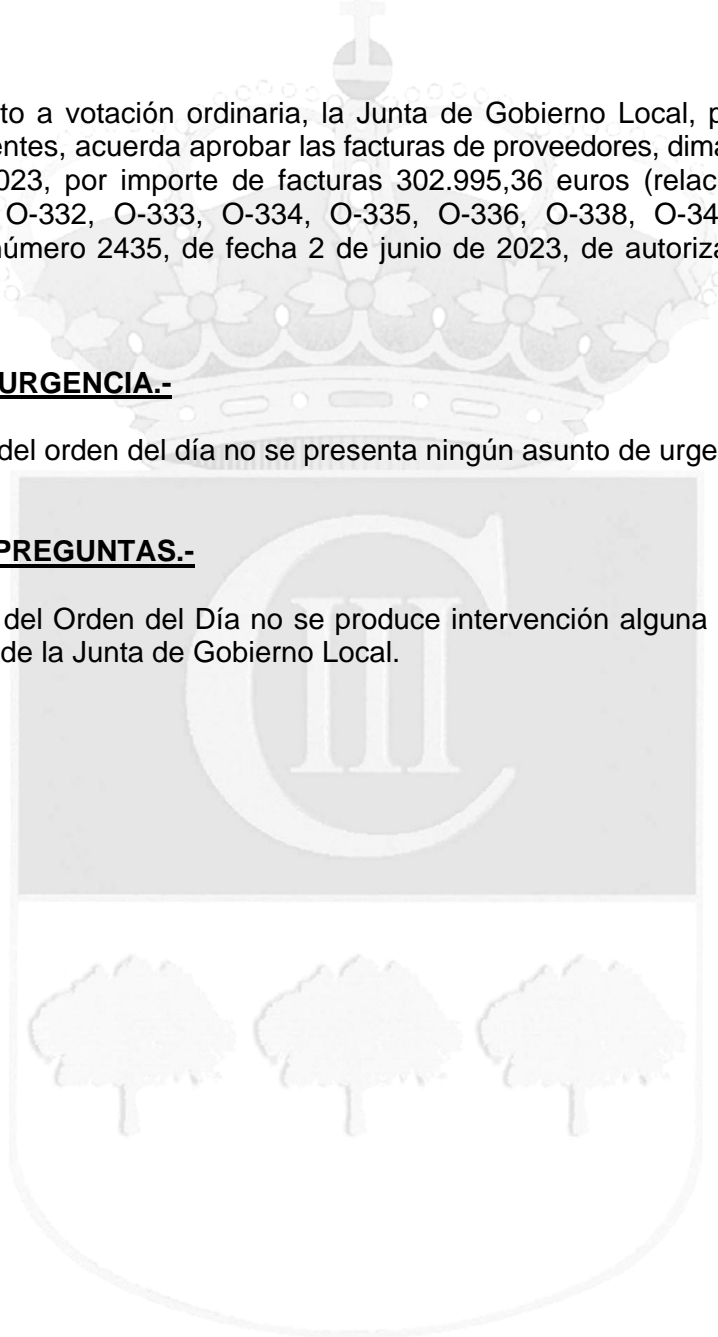 to a votación ordinaria, la Junta de Gobierno Local, p
entes, acuerda aprobar las facturas de proveedores, dima
023, por importe de facturas 302.995,36 euros (relac
O-332, O-333, O-334, O-335, O-336, O-338, O-34
número 2435, de fecha 2 de junio de 2023, de autoriza
URGENCIA.-
del orden del día no se presenta ningún asunto de urge
PREGUNTAS.-
del Orden del Día no se produce intervención alguna
de la Junta de Gobierno Local.
CIII